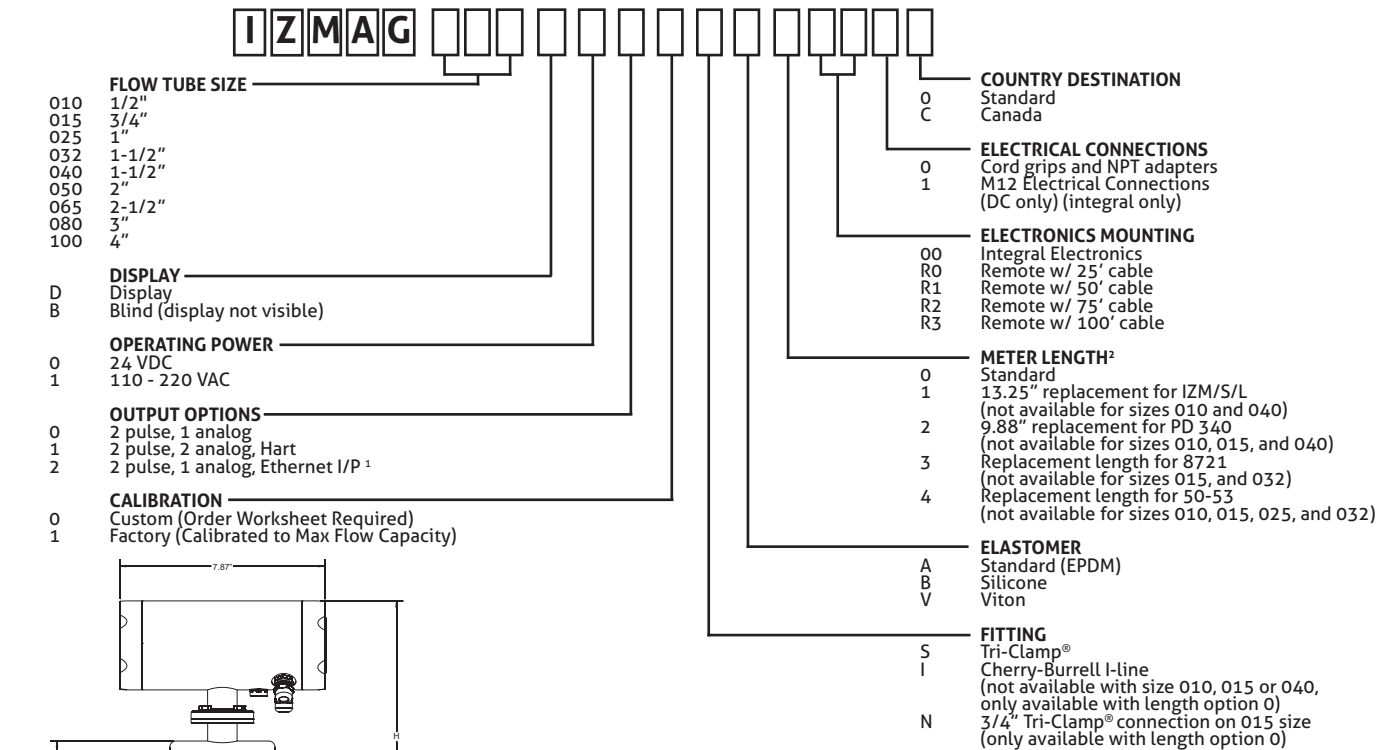 IZMAG
FLOW TUBE SIZE
010 1/2"
015 3/4"
025 1"
032 1-1/2"
040 1-1/2"
050 2"
065 2-1/2"
080 3"
100 4"
DISPLAY
D Display
B Blind (display not visible)
OPERATING POWER
0 24 VDC
1 110 - 220 VAC
OUTPUT OPTIONS
0 2 pulse, 1 analog
1 2 pulse, 2 analog, Hart
2 2 pulse, 1 analog, Ethernet I/P ¹
CALIBRATION
0 Custom (Order Worksheet Required)
1 Factory (Calibrated to Max Flow Capacity)
7.87"
H
COUNTRY DESTINATION
0 Standard
C Canada
ELECTRICAL CONNECTIONS
0 Cord grips and NPT adapters
1 M12 Electrical Connections
(DC only) (integral only)
ELECTRONICS MOUNTING
00 Integral Electronics
R0 Remote w/ 25' cable
R1 Remote w/ 50' cable
R2 Remote w/ 75' cable
R3 Remote w/ 100' cable
METER LENGTH²
0 Standard
1 13.25" replacement for IZM/S/L
(not available for sizes 010 and 040)
2 9.88" replacement for PD 340
(not available for sizes 010, 015, and 040)
3 Replacement length for 8721
(not available for sizes 015, and 032)
4 Replacement length for 50-53
(not available for sizes 010, 015, 025, and 032)
ELASTOMER
A Standard (EPDM)
B Silicone
V Viton
FITTING
S Tri-Clamp®
I Cherry-Burrell I-line
(not available with size 010, 015 or 040,
only available with length option 0)
N 3/4" Tri-Clamp® connection on 015 size
(only available with length option 0)